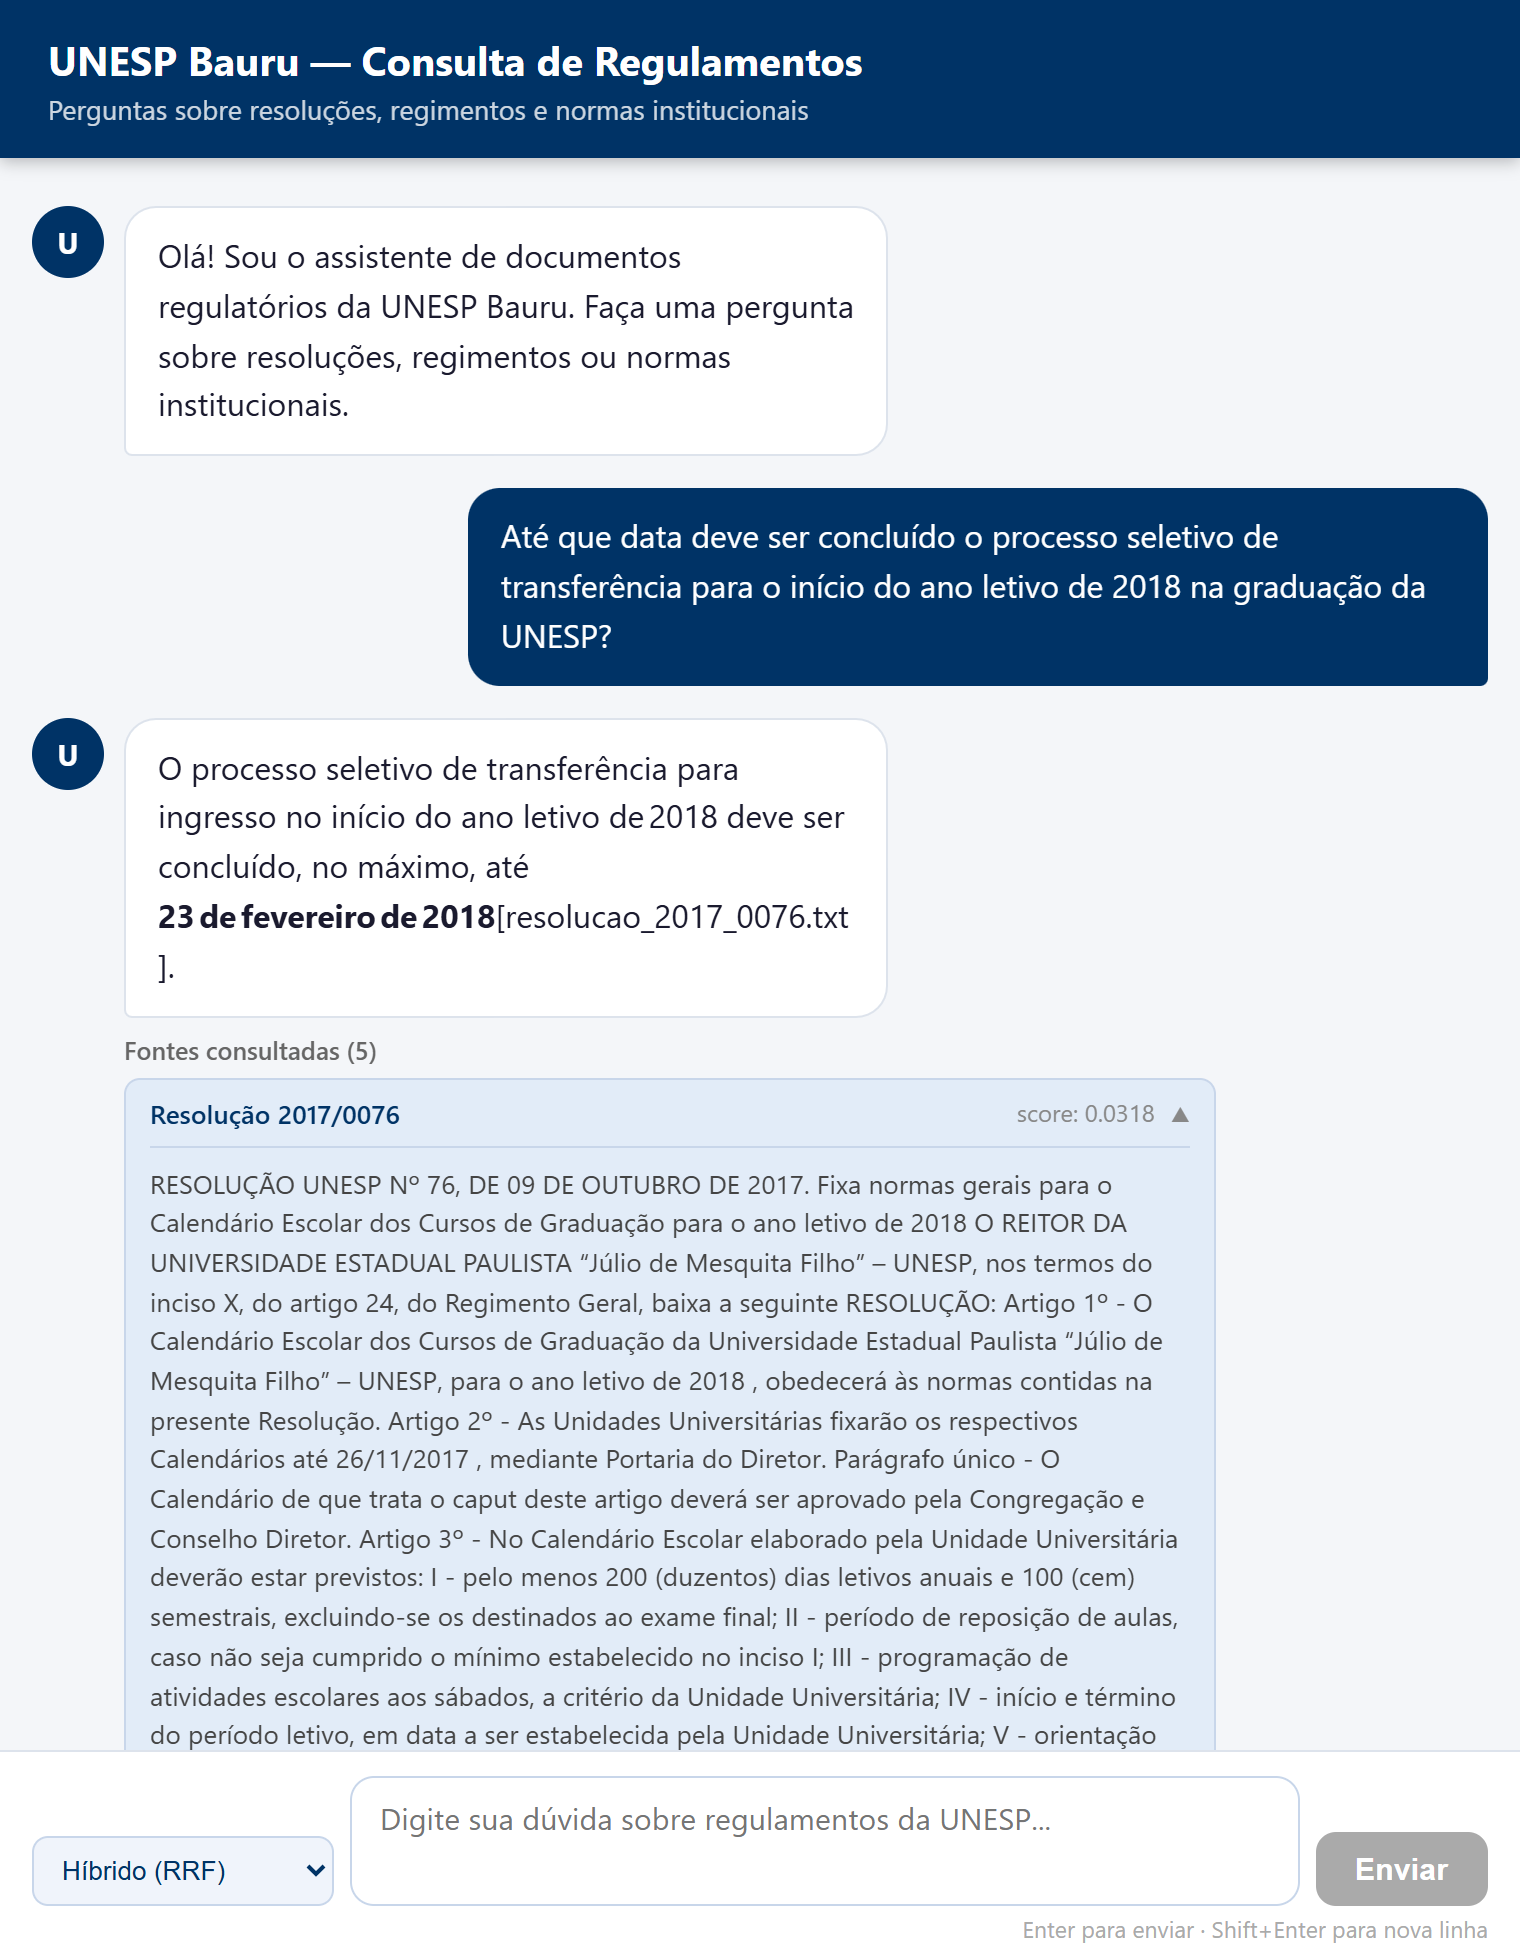 UNESP Bauru — Consulta de Regulamentos
Perguntas sobre resoluções, regimentos e normas institucionais
U
Olá! Sou o assistente de documentos
regulatórios da UNESP Bauru. Faça uma pergunta
sobre resoluções, regimentos ou normas
institucionais.
Até que data deve ser concluído o processo seletivo de
transferência para o início do ano letivo de 2018 na graduação da
UNESP?
U
O processo seletivo de transferência para
ingresso no início do ano letivo de 2018 deve ser
concluído, no máximo, até
23 de fevereiro de 2018[resolucao_2017_0076.txt
].
Fontes consultadas (5)
Resolução 2017/0076
score: 0.0318 ▲
RESOLUÇÃO UNESP Nº 76, DE 09 DE OUTUBRO DE 2017. Fixa normas gerais para o
Calendário Escolar dos Cursos de Graduação para o ano letivo de 2018 O REITOR DA
UNIVERSIDADE ESTADUAL PAULISTA “Júlio de Mesquita Filho” – UNESP, nos termos do
inciso X, do artigo 24, do Regimento Geral, baixa a seguinte RESOLUÇÃO: Artigo 1º - O
Calendário Escolar dos Cursos de Graduação da Universidade Estadual Paulista “Júlio de
Mesquita Filho” – UNESP, para o ano letivo de 2018 , obedecerá às normas contidas na
presente Resolução. Artigo 2º - As Unidades Universitárias fixarão os respectivos
Calendários até 26/11/2017 , mediante Portaria do Diretor. Parágrafo único - O
Calendário de que trata o caput deste artigo deverá ser aprovado pela Congregação e
Conselho Diretor. Artigo 3º - No Calendário Escolar elaborado pela Unidade Universitária
deverão estar previstos: I - pelo menos 200 (duzentos) dias letivos anuais e 100 (cem)
semestrais, excluindo-se os destinados ao exame final; II - período de reposição de aulas,
caso não seja cumprido o mínimo estabelecido no inciso I; III - programação de
atividades escolares aos sábados, a critério da Unidade Universitária; IV - início e término
do período letivo, em data a ser estabelecida pela Unidade Universitária; V - orientação
Híbrido (RRF)
Digite sua dúvida sobre regulamentos da UNESP...
Enviar
Enter para enviar · Shift+Enter para nova linha